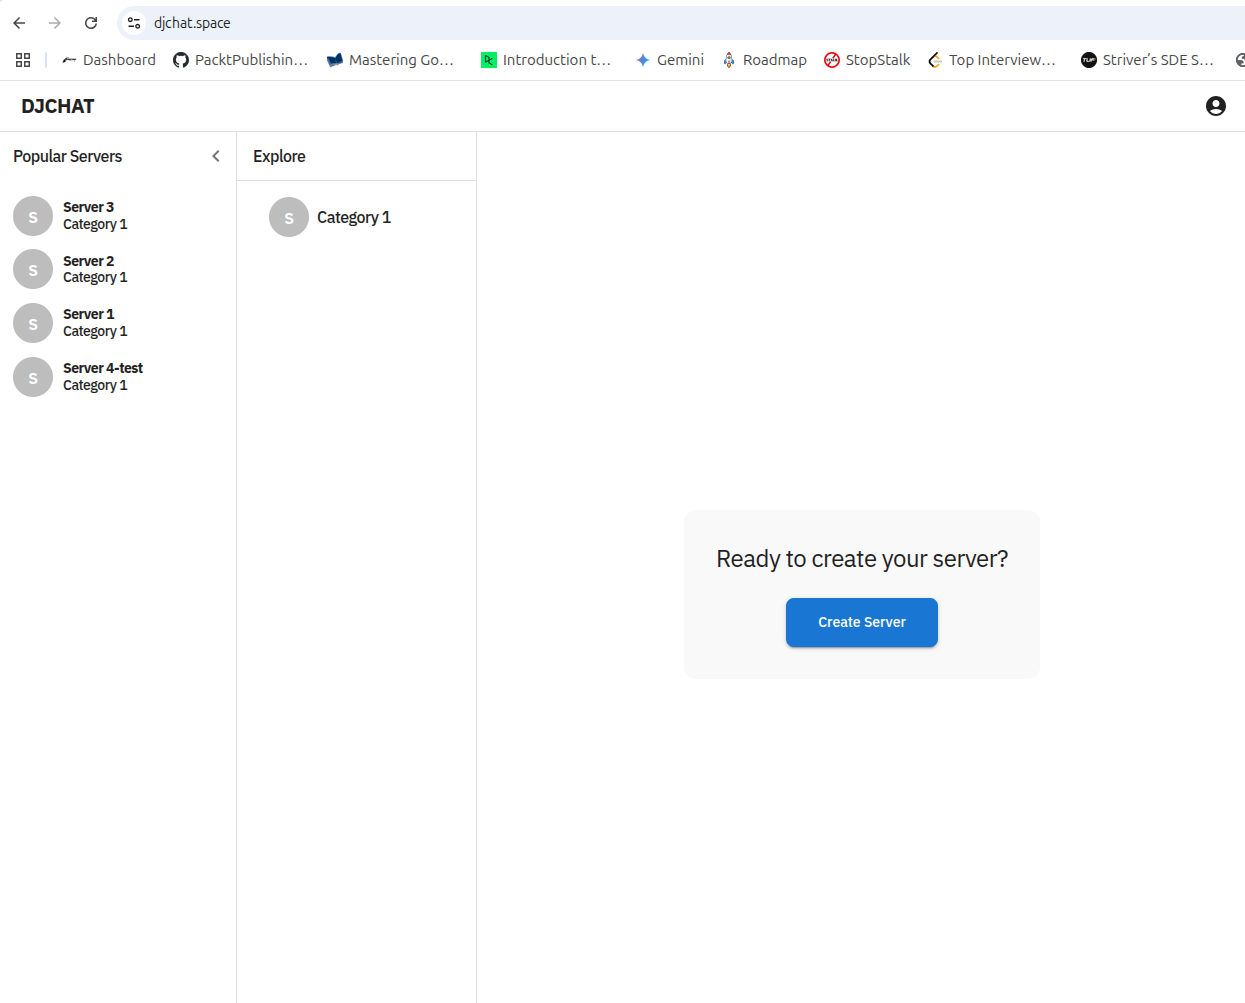 djchat.space
Dashboard PacktPublishin... Mastering Go... Introduction t... Gemini Roadmap StopStalk Top Interview... Striver's SDE S...
DJCHAT
Popular Servers
S
Server 3
Category 1
S
Server 2
Category 1
S
Server 1
Category 1
S
Server 4-test
Category 1
Explore
S
Category 1
Ready to create your server?
Create Server